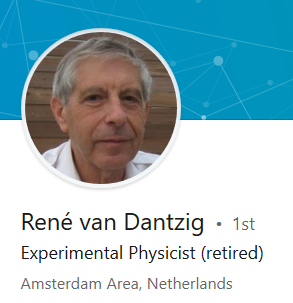 René van Dantzig • 1st
Experimental Physicist (retired)
Amsterdam Area, Netherlands